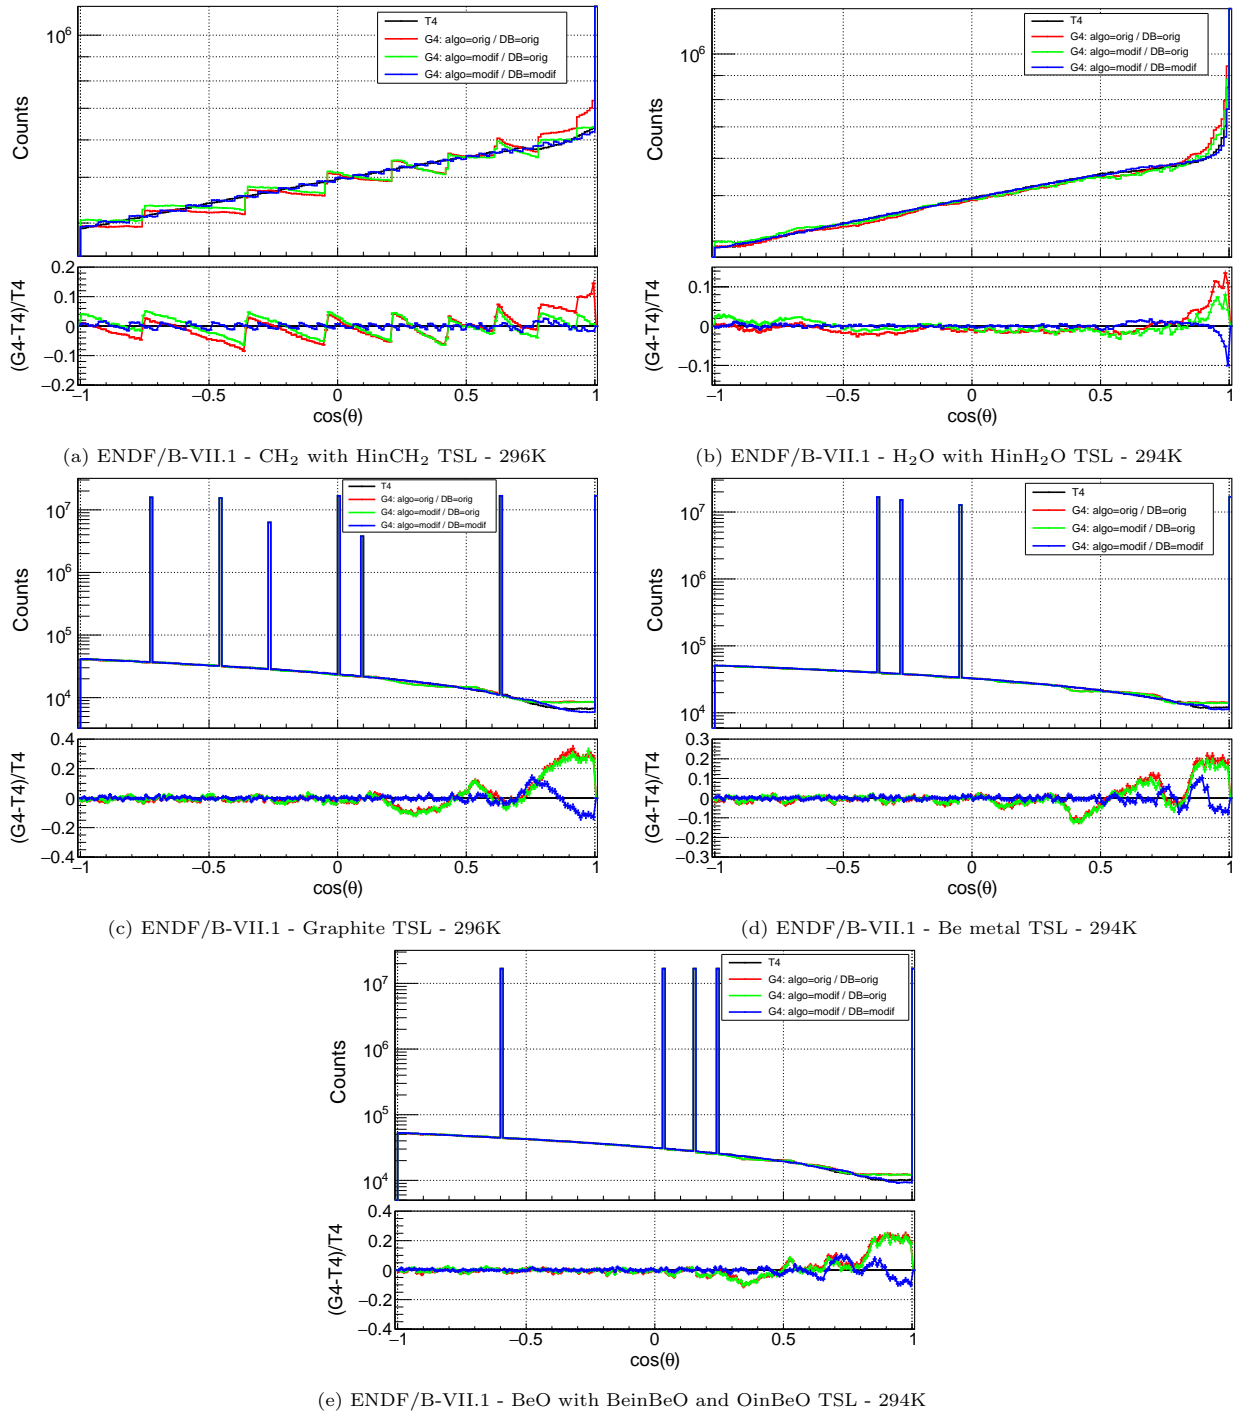 T4
G4: algo=orig / DB=orig
G4: algo=modif / DB=orig
G4: algo=modif / DB=modif
10^6
Counts
0.2
0.1
0
−0.1
−0.2
(G4-T4)/T4
−1 −0.5 0 0.5 1
cos(θ)
(a) ENDF/B-VII.1 - CH₂ with HinCH₂ TSL - 296K
T4
G4: algo=orig / DB=orig
G4: algo=modif / DB=orig
G4: algo=modif / DB=modif
10^6
Counts
0.1
0
−0.1
(G4-T4)/T4
−1 −0.5 0 0.5 1
cos(θ)
(b) ENDF/B-VII.1 - H₂O with HinH₂O TSL - 294K
T4
G4: algo=orig / DB=orig
G4: algo=modif / DB=orig
G4: algo=modif / DB=modif
10^7
10^6
10^5
10^4
Counts
0.4
0.2
0
−0.2
−0.4
(G4-T4)/T4
−1 −0.5 0 0.5 1
cos(θ)
(c) ENDF/B-VII.1 - Graphite TSL - 296K
T4
G4: algo=orig / DB=orig
G4: algo=modif / DB=orig
G4: algo=modif / DB=modif
10^7
10^6
10^5
10^4
Counts
0.3
0.2
0.1
0
−0.1
−0.2
−0.3
(G4-T4)/T4
−1 −0.5 0 0.5 1
cos(θ)
(d) ENDF/B-VII.1 - Be metal TSL - 294K
T4
G4: algo=orig / DB=orig
G4: algo=modif / DB=orig
G4: algo=modif / DB=modif
10^7
10^6
10^5
10^4
Counts
0.4
0.2
0
−0.2
−0.4
(G4-T4)/T4
−1 −0.5 0 0.5 1
cos(θ)
(e) ENDF/B-VII.1 - BeO with BeinBeO and OinBeO TSL - 294K